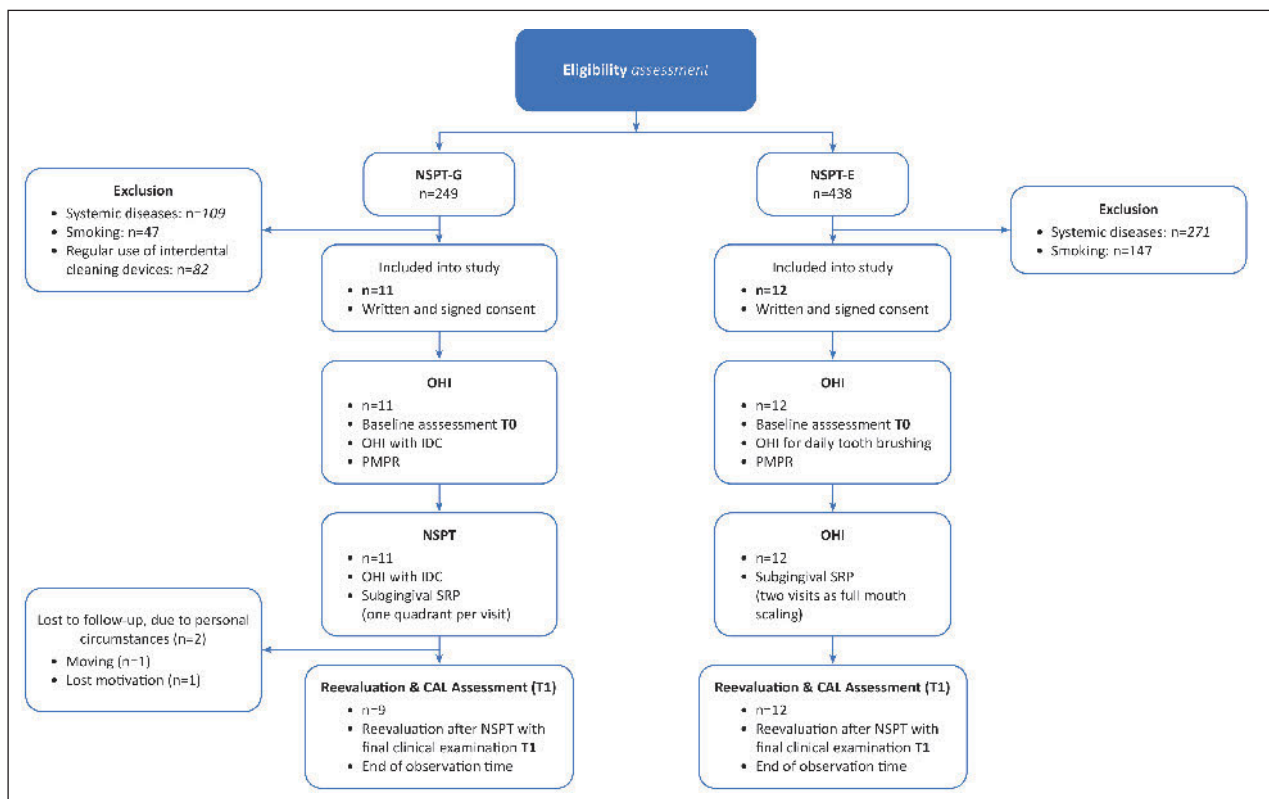 Eligibility assessment
NSPT-G
n=249
NSPT-E
n=438
Exclusion
• Systemic diseases: n=109
• Smoking: n=47
• Regular use of interdental
cleaning devices: n=82
Exclusion
• Systemic diseases: n=271
• Smoking: n=147
Included into study
• n=11
• Written and signed consent
Included into study
• n=12
• Written and signed consent
OHI
• n=11
• Baseline asssessment T0
• OHI with IDC
• PMPR
OHI
• n=12
• Baseline asssessment T0
• OHI for daily tooth brushing
• PMPR
NSPT
• n=11
• OHI with IDC
• Subgingival SRP
(one quadrant per visit)
OHI
• n=12
• Subgingival SRP
(two visits as full mouth
scaling)
Lost to follow-up, due to personal
circumstances (n=2)
• Moving (n=1)
• Lost motivation (n=1)
Reevaluation & CAL Assessment (T1)
• n=9
• Reevaluation after NSPT with
final clinical examination T1
• End of observation time
Reevaluation & CAL Assessment (T1)
• n=12
• Reevaluation after NSPT with
final clinical examination T1
• End of observation time